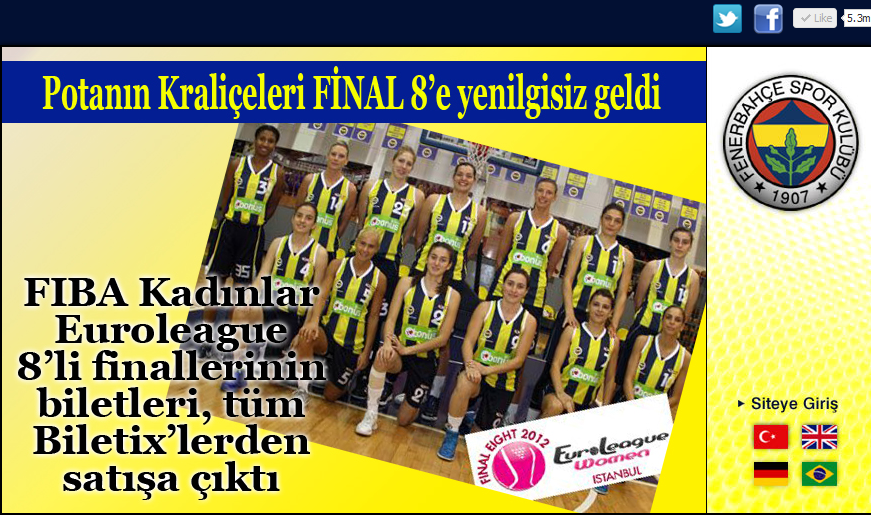 Like
5.3m
Potanın Kraliçeleri FİNAL 8’e yenilgisiz geldi
FENERBAHÇE SPOR KULÜBÜ
★ 1907 ★
FIBA Kadınlar
Euroleague
8’li finallerinin
biletleri, tüm
Biletix’lerden
satışa çıktı
FINAL EIGHT 2012
EuroLeague
Women
ISTANBUL
Siteye Giriş